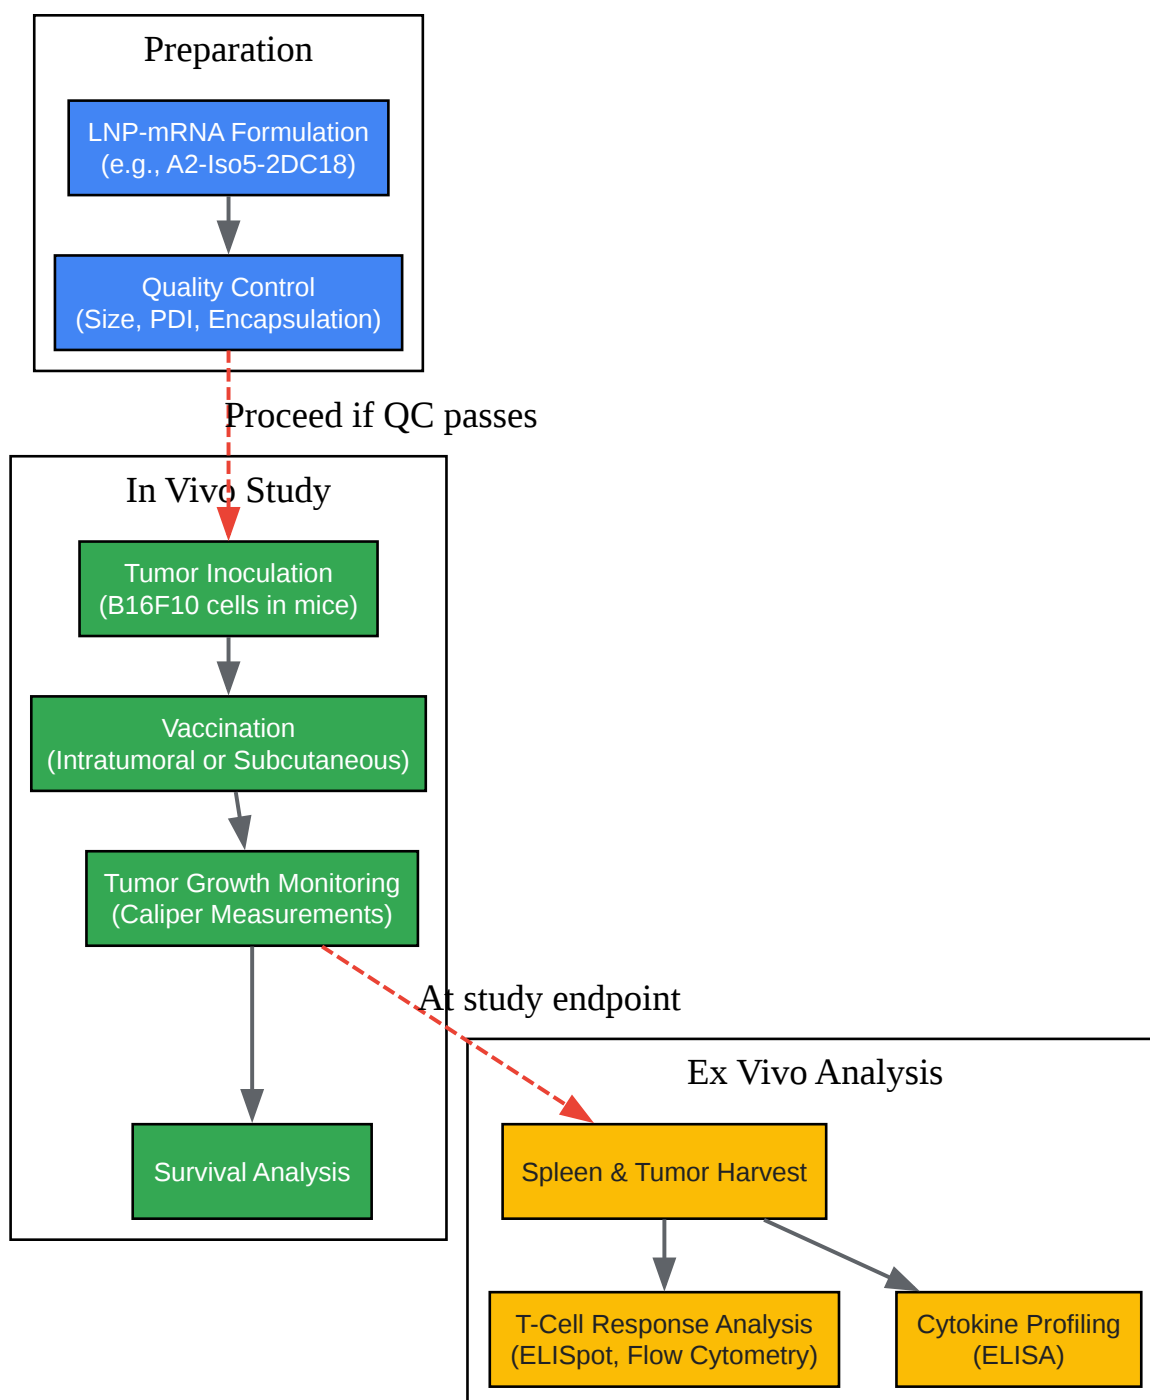 Preparation
LNP-mRNA Formulation
(e.g., A2-Iso5-2DC18)
Quality Control
(Size, PDI, Encapsulation)
Proceed if QC passes
In Vivo Study
Tumor Inoculation
(B16F10 cells in mice)
Vaccination
(Intratumoral or Subcutaneous)
Tumor Growth Monitoring
(Caliper Measurements)
At study endpoint
Survival Analysis
Ex Vivo Analysis
Spleen & Tumor Harvest
T-Cell Response Analysis
(ELISpot, Flow Cytometry)
Cytokine Profiling
(ELISA)